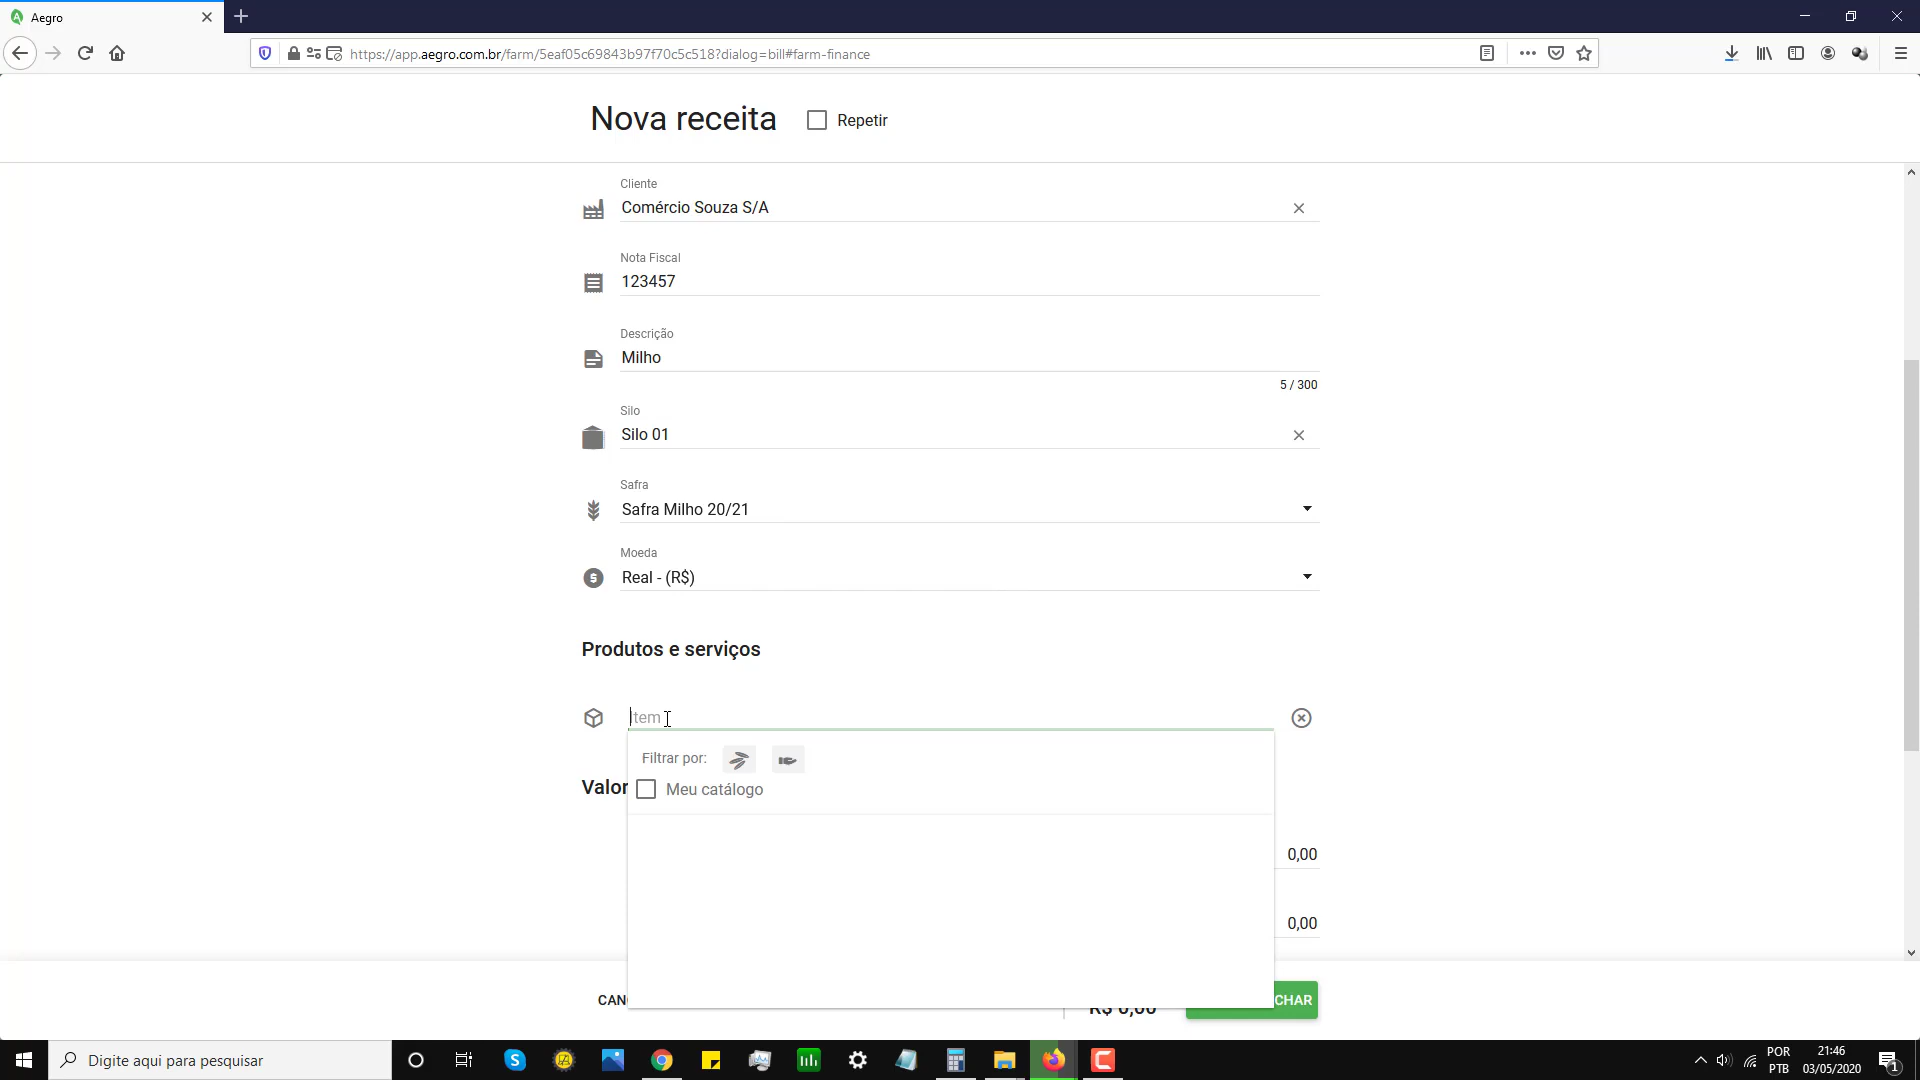 Aegro
https://app.aegro.com.br/farm/5eaf05c69843b97f70c5c518?dialog=bill#farm-finance
Nova receita
Repetir
Cliente
Comércio Souza S/A
Nota Fiscal
123457
Descrição
Milho
5 / 300
Silo
Silo 01
Safra
Safra Milho 20/21
Moeda
Real - (R$)
Produtos e serviços
Item
Filtrar por:
Meu catálogo
Valor
0,00
0,00
CAN
R$ 0,00
CHAR
Digite aqui para pesquisar
POR
PTB
21:46
03/05/2020
1